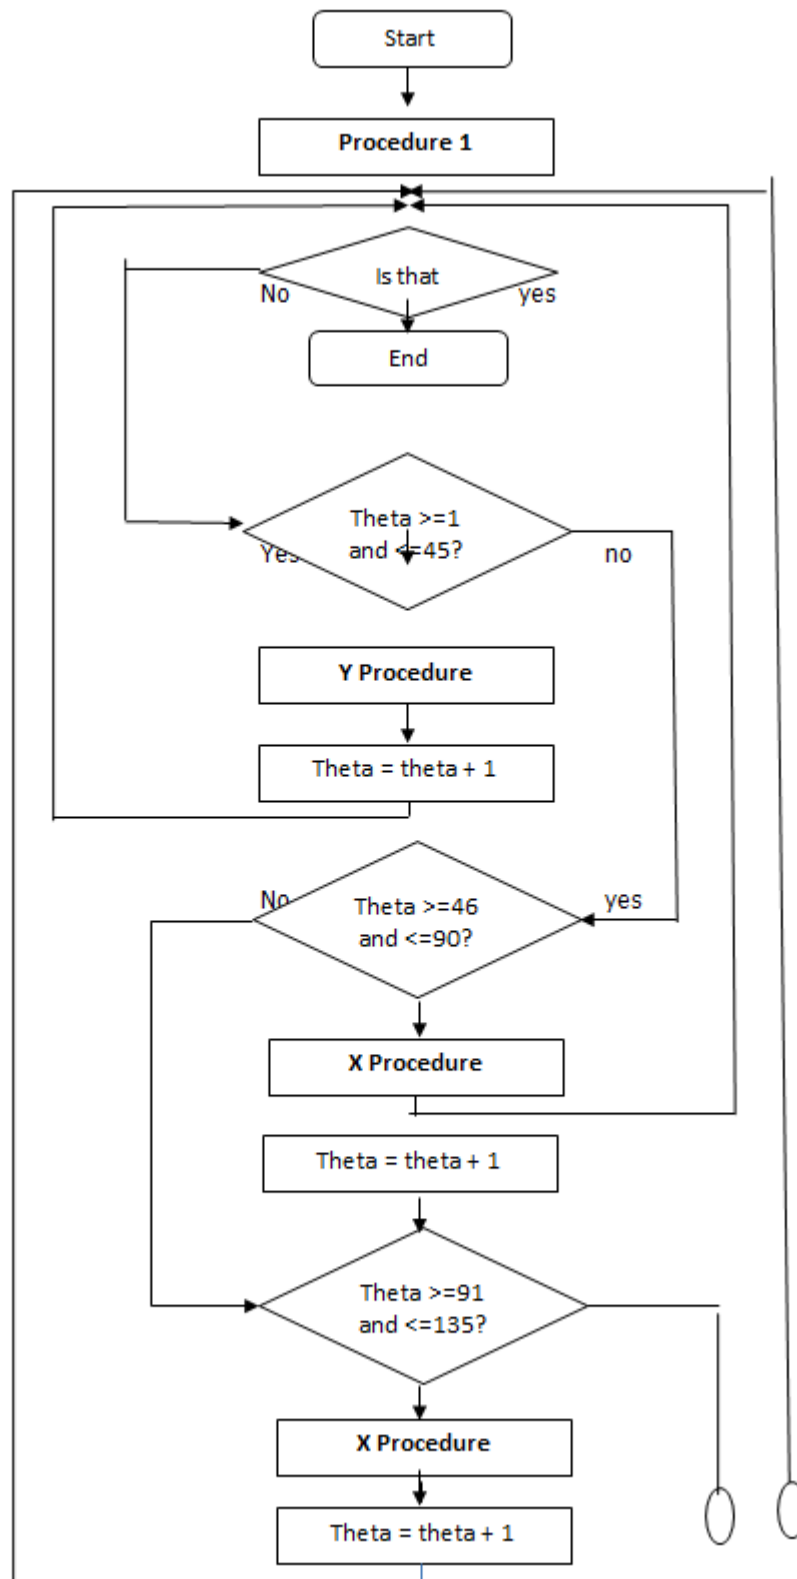 Start
Procedure 1
Is that
No
yes
End
Theta >=1
and <=45?
Yes
no
Y Procedure
Theta = theta + 1
No
yes
Theta >=46
and <=90?
X Procedure
Theta = theta + 1
Theta >=91
and <=135?
X Procedure
Theta = theta + 1